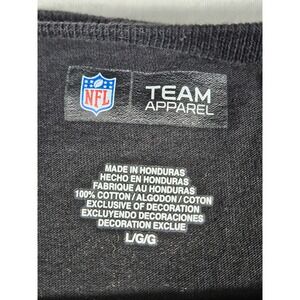 NFL
TEAM
APPAREL
MADE IN HONDURAS
HECHO EN HONDURAS
FABRIQUE AU HONDURAS
100% COTTON / ALGODON / COTON
EXCLUSIVE OF DECORATION
EXCLUYENDO DECORACIONES
DECORATION EXCLUE
L/G/G